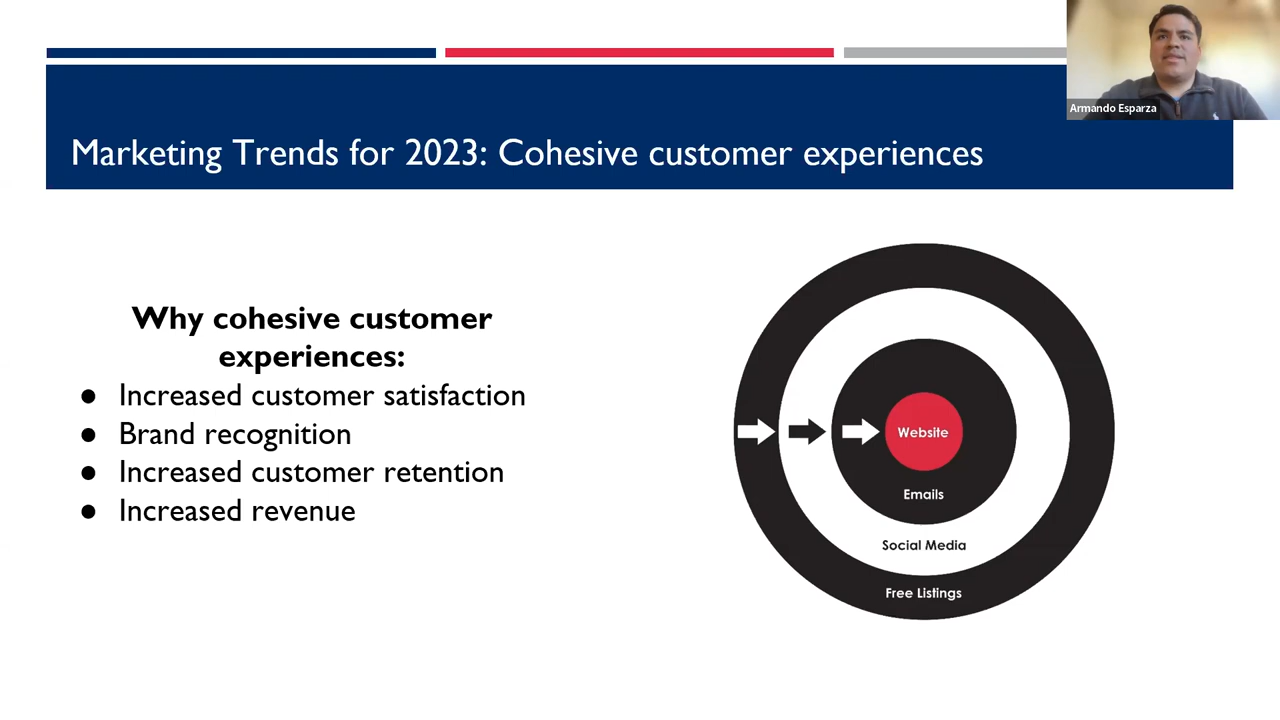 Armando Esparza
Marketing Trends for 2023: Cohesive customer experiences
Why cohesive customer
experiences:
● Increased customer satisfaction
● Brand recognition
● Increased customer retention
● Increased revenue
Website
Emails
Social Media
Free Listings